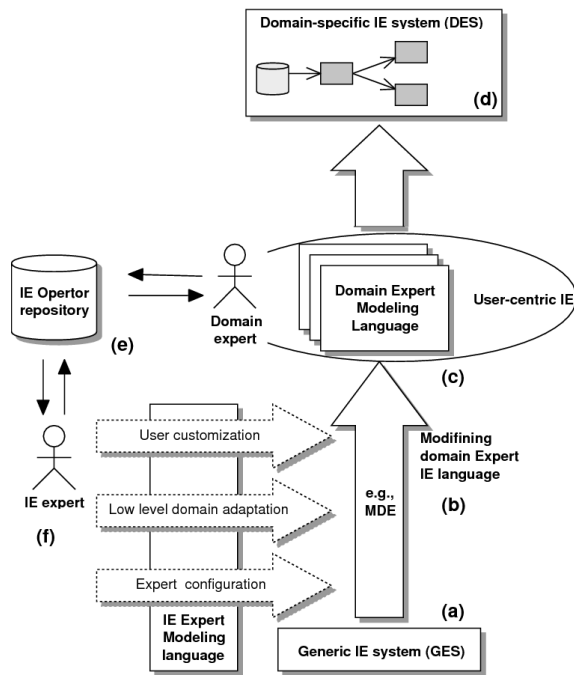 Domain-specific IE system (DES)
(d)
IE Opertor
repository
(e)
Domain
expert
Domain Expert
Modeling
Language
User-centric IE
(c)
User customization
Modifining
domain Expert
IE language
IE expert
(f)
Low level domain adaptation
e.g.,
MDE
(b)
Expert configuration
(a)
IE Expert
Modeling
language
Generic IE system (GES)